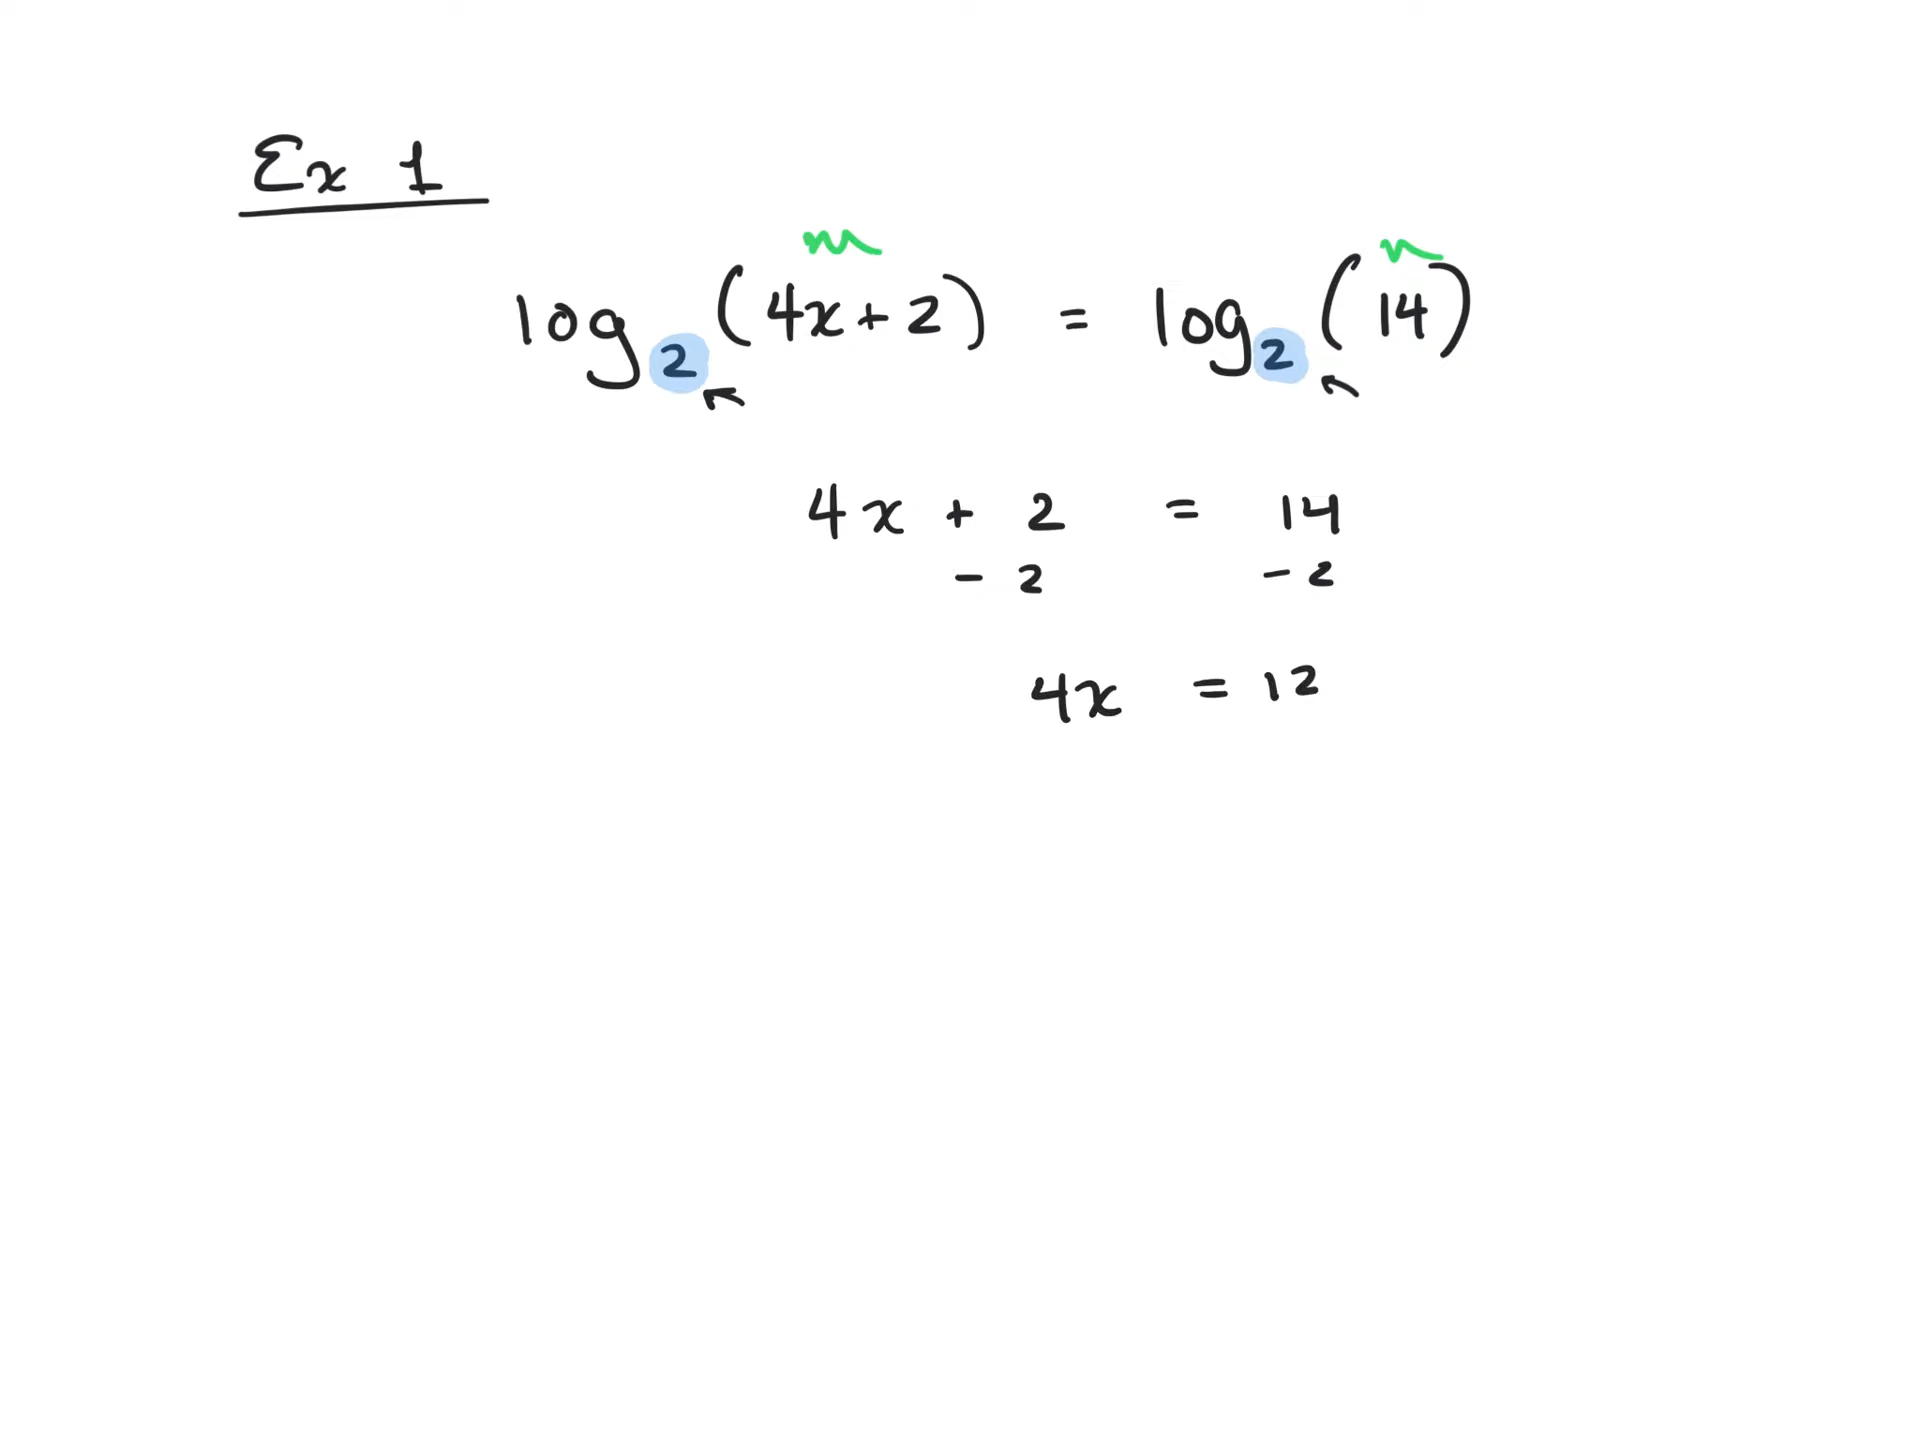 Ex 1
m n
log₂ (4x + 2) = log₂ (14)
4x + 2 = 14
- 2 - 2
4x = 12